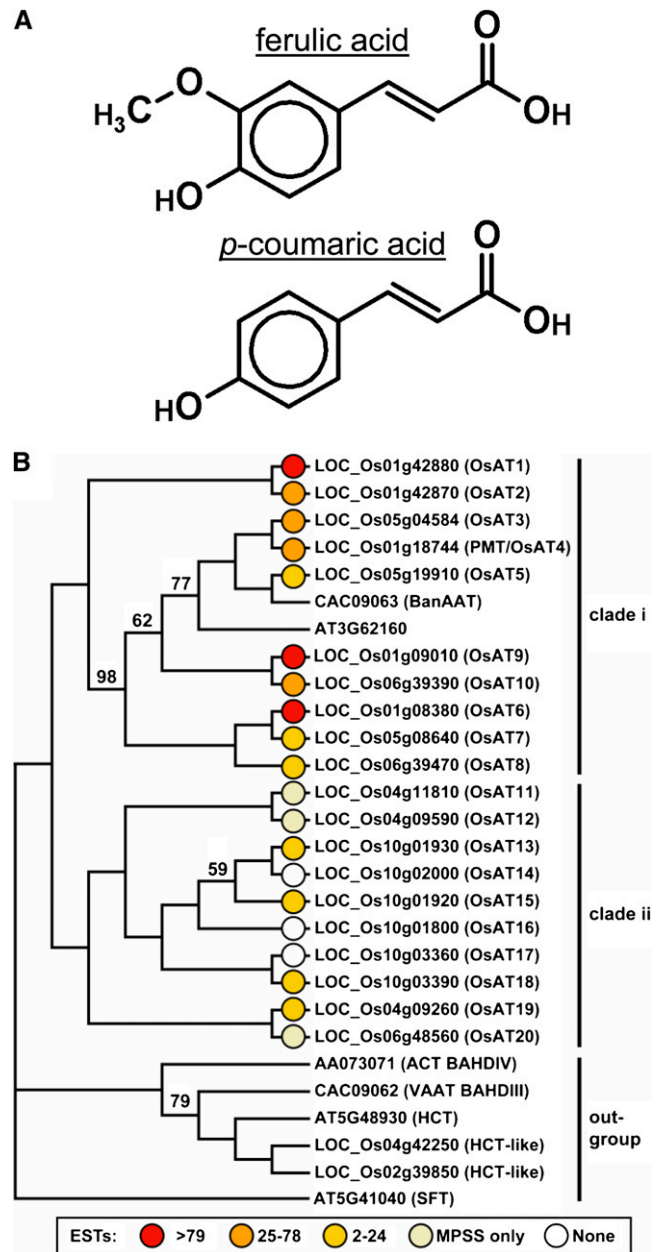 A
ferulic acid
O
O
H3C
OH
HO
p-coumaric acid
O
OH
HO
B
LOC_Os01g42880 (OsAT1)
LOC_Os01g42870 (OsAT2)
LOC_Os05g04584 (OsAT3)
LOC_Os01g18744 (PMT/OsAT4)
77
LOC_Os05g19910 (OsAT5)
CAC09063 (BanAAT)
clade i
62
AT3G62160
98
LOC_Os01g09010 (OsAT9)
LOC_Os06g39390 (OsAT10)
LOC_Os01g08380 (OsAT6)
LOC_Os05g08640 (OsAT7)
LOC_Os06g39470 (OsAT8)
LOC_Os04g11810 (OsAT11)
LOC_Os04g09590 (OsAT12)
LOC_Os10g01930 (OsAT13)
59
LOC_Os10g02000 (OsAT14)
LOC_Os10g01920 (OsAT15)
clade ii
LOC_Os10g01800 (OsAT16)
LOC_Os10g03360 (OsAT17)
LOC_Os10g03390 (OsAT18)
LOC_Os04g09260 (OsAT19)
LOC_Os06g48560 (OsAT20)
AA073071 (ACT BAHDIV)
79
CAC09062 (VAAT BAHDIII)
AT5G48930 (HCT)
out-
group
LOC_Os04g42250 (HCT-like)
LOC_Os02g39850 (HCT-like)
AT5G41040 (SFT)
ESTs: >79 25-78 2-24 MPSS only None